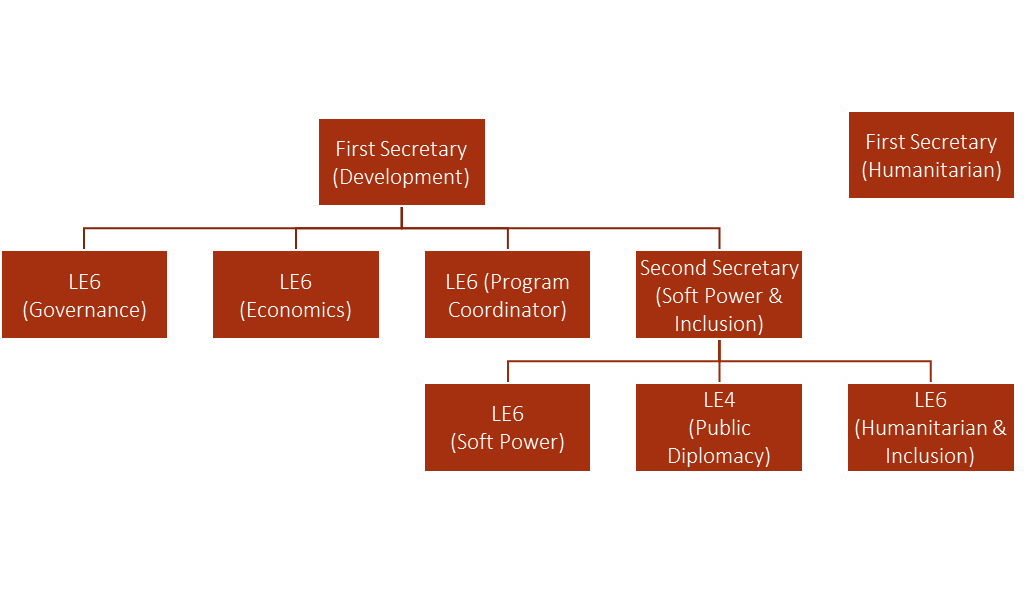 First Secretary
(Development)
First Secretary
(Humanitarian)
LE6
(Governance)
LE6
(Economics)
LE6 (Program
Coordinator)
Second Secretary
(Soft Power &
Inclusion)
LE6
(Soft Power)
LE4
(Public
Diplomacy)
LE6
(Humanitarian &
Inclusion)